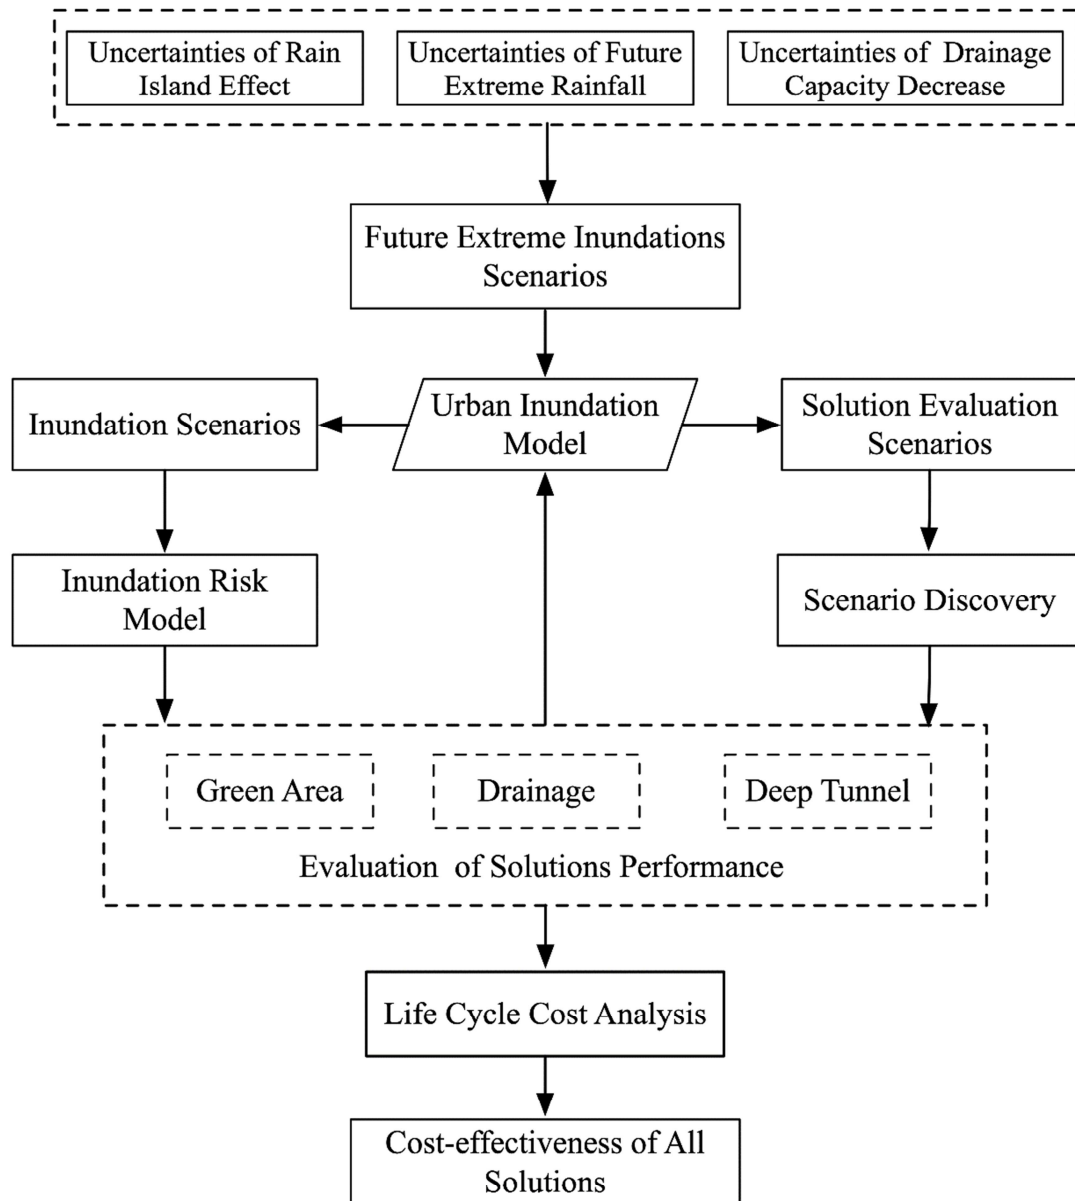 Uncertainties of Rain
Island Effect
Uncertainties of Future
Extreme Rainfall
Uncertainties of Drainage
Capacity Decrease
Future Extreme Inundations
Scenarios
Inundation Scenarios
Urban Inundation
Model
Solution Evaluation
Scenarios
Inundation Risk
Model
Scenario Discovery
Green Area
Drainage
Deep Tunnel
Evaluation of Solutions Performance
Life Cycle Cost Analysis
Cost-effectiveness of All
Solutions